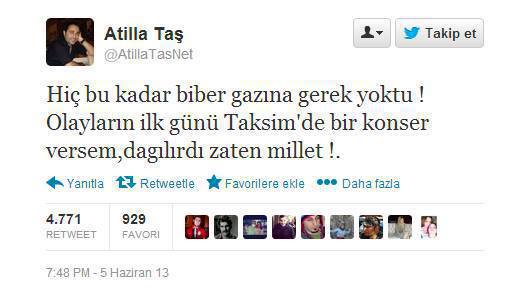 Atilla Taş
@AtillaTasNet
Takip et
Hiç bu kadar biber gazına gerek yoktu !
Olayların ilk günü Taksim'de bir konser
versem,dagılırdı zaten millet !.
Yanıtla Retweetle Favorilere ekle Daha fazla
4.771 929
RETWEET FAVORİ
7:48 PM - 5 Haziran 13